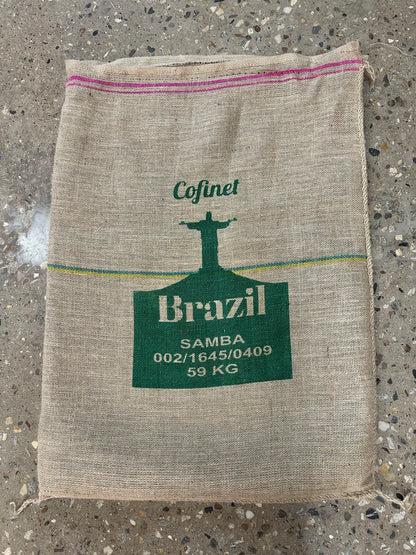 Cofinet
Brazil
SAMBA
002/1645/0409
59 KG